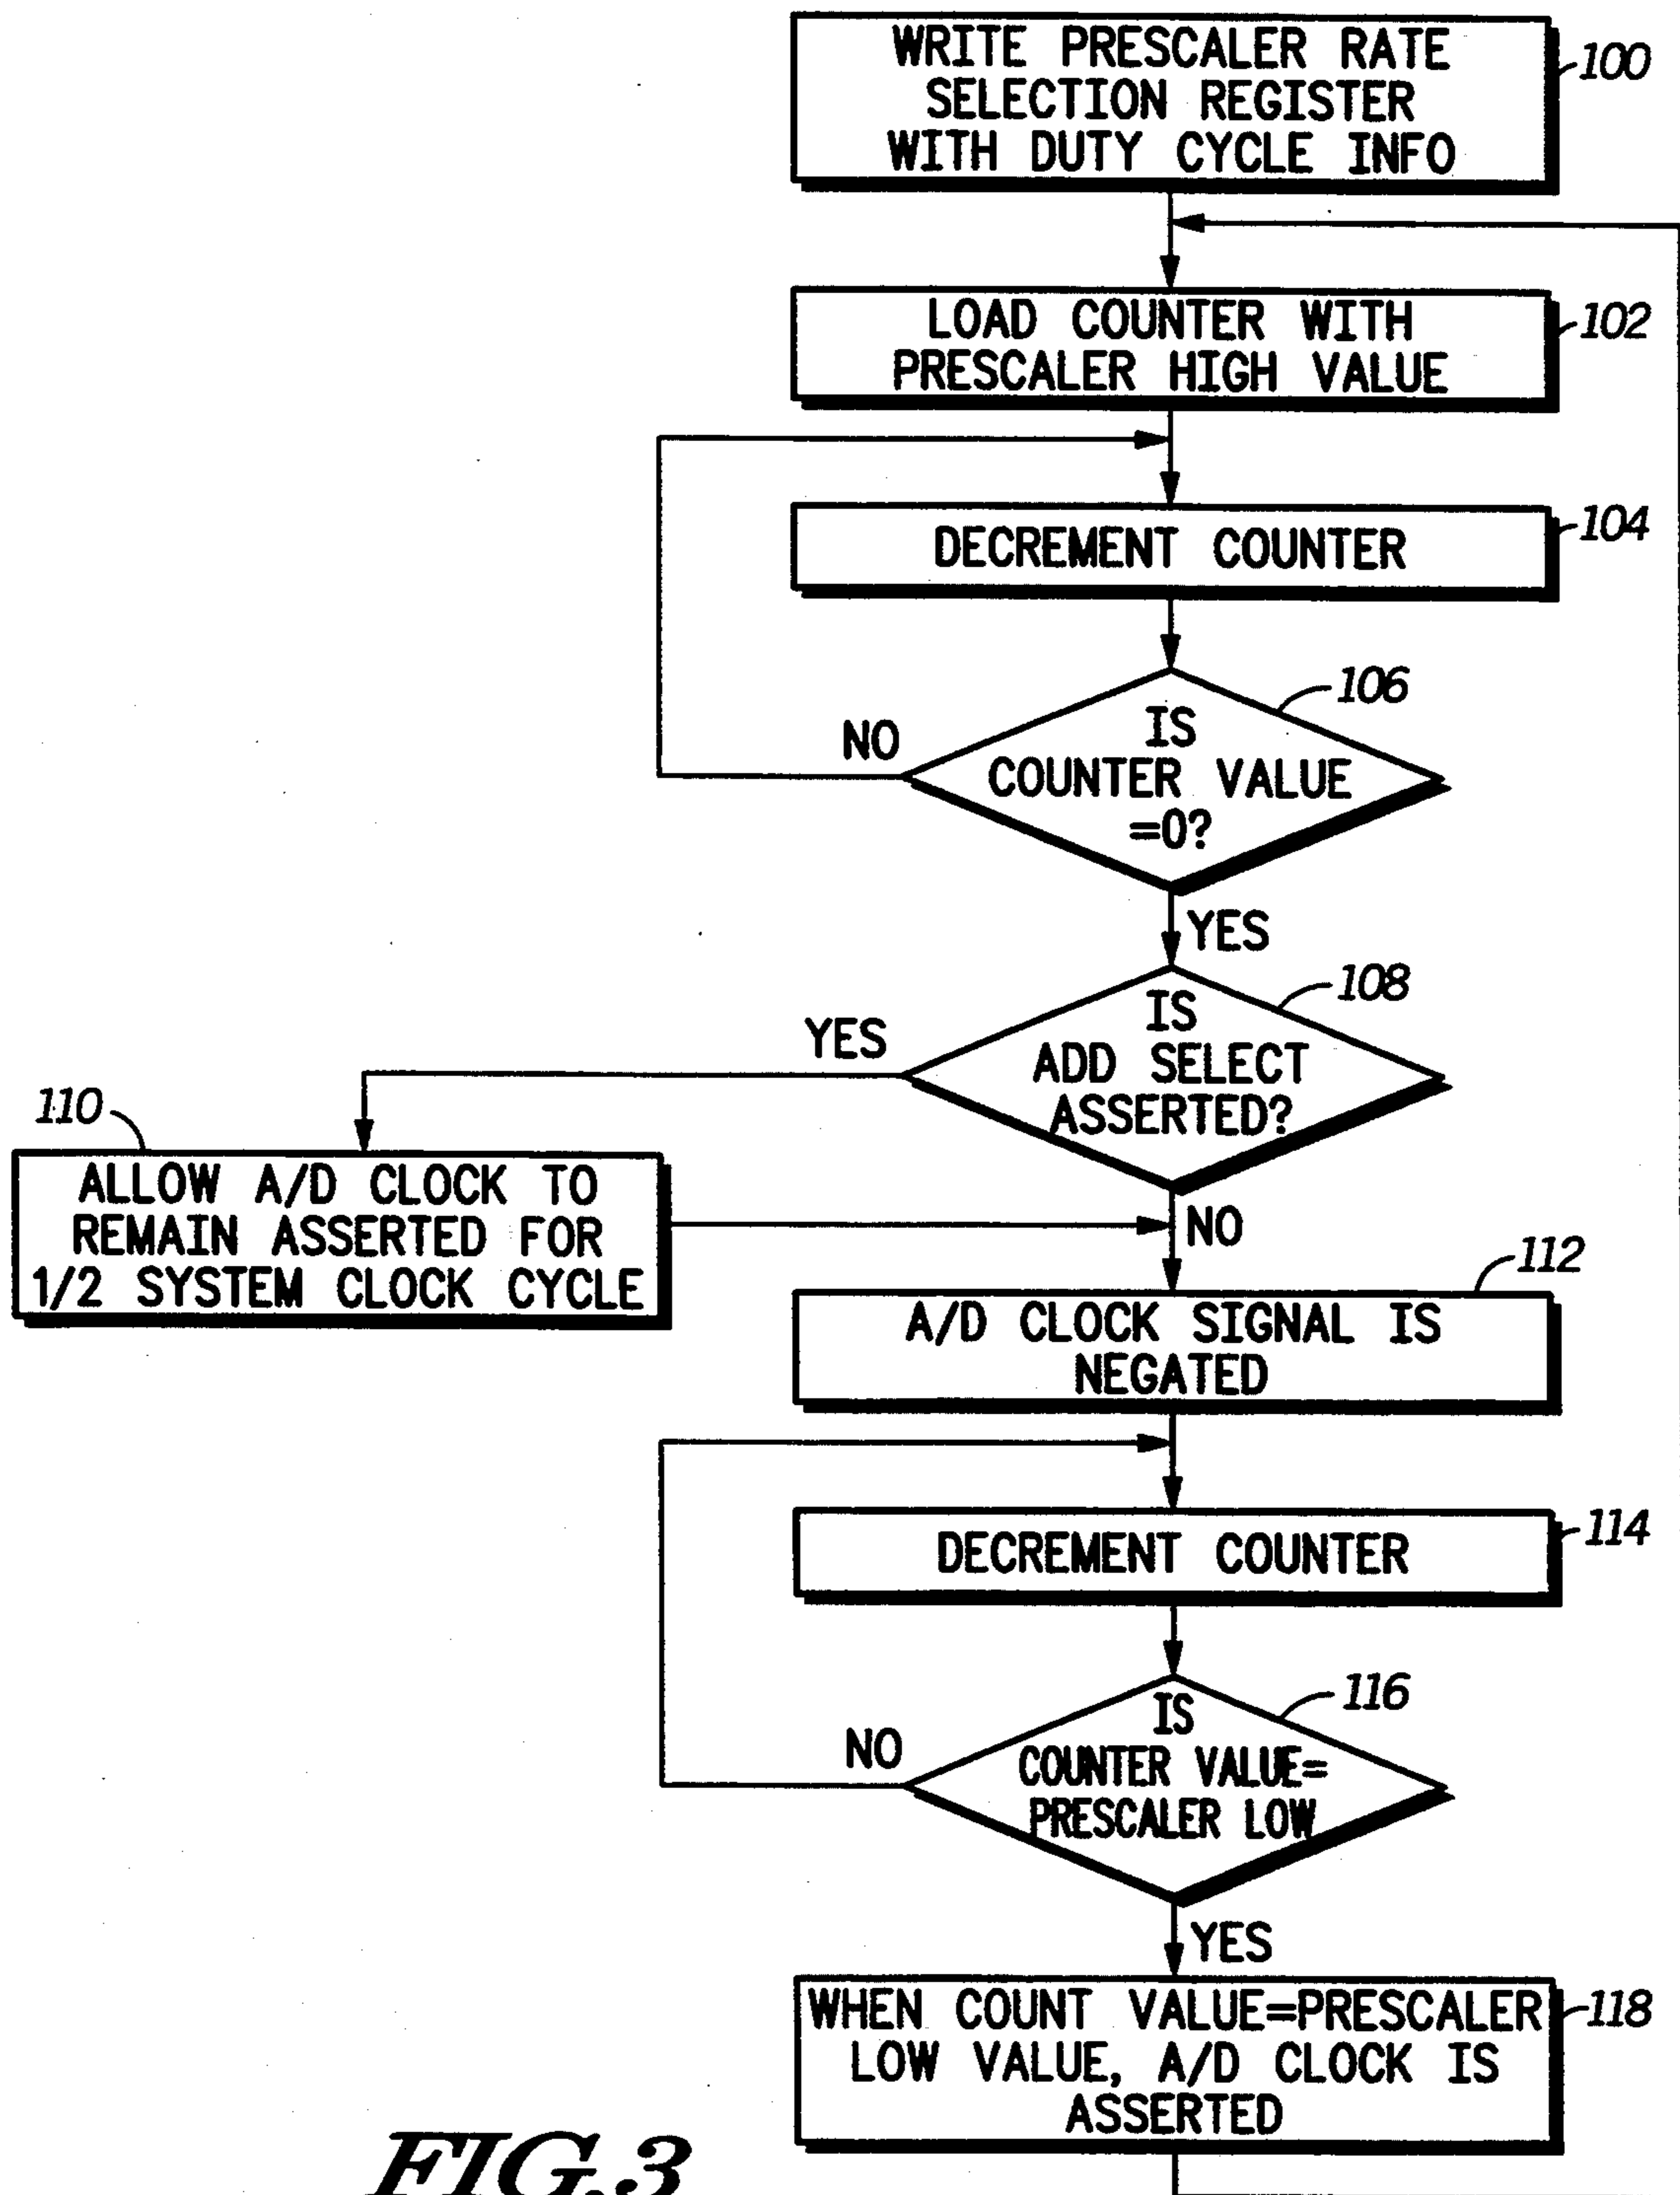 WRITE PRESCALER RATE
SELECTION REGISTER
WITH DUTY CYCLE INFO
100
LOAD COUNTER WITH
PRESCALER HIGH VALUE
102
DECREMENT COUNTER
104
106
IS
COUNTER VALUE
=0?
NO
YES
108
IS
ADD SELECT
ASSERTED?
YES
NO
110
ALLOW A/D CLOCK TO
REMAIN ASSERTED FOR
1/2 SYSTEM CLOCK CYCLE
112
A/D CLOCK SIGNAL IS
NEGATED
DECREMENT COUNTER
114
116
IS
COUNTER VALUE=
PRESCALER LOW
NO
YES
WHEN COUNT VALUE=PRESCALER
LOW VALUE, A/D CLOCK IS
ASSERTED
118
FIG.3